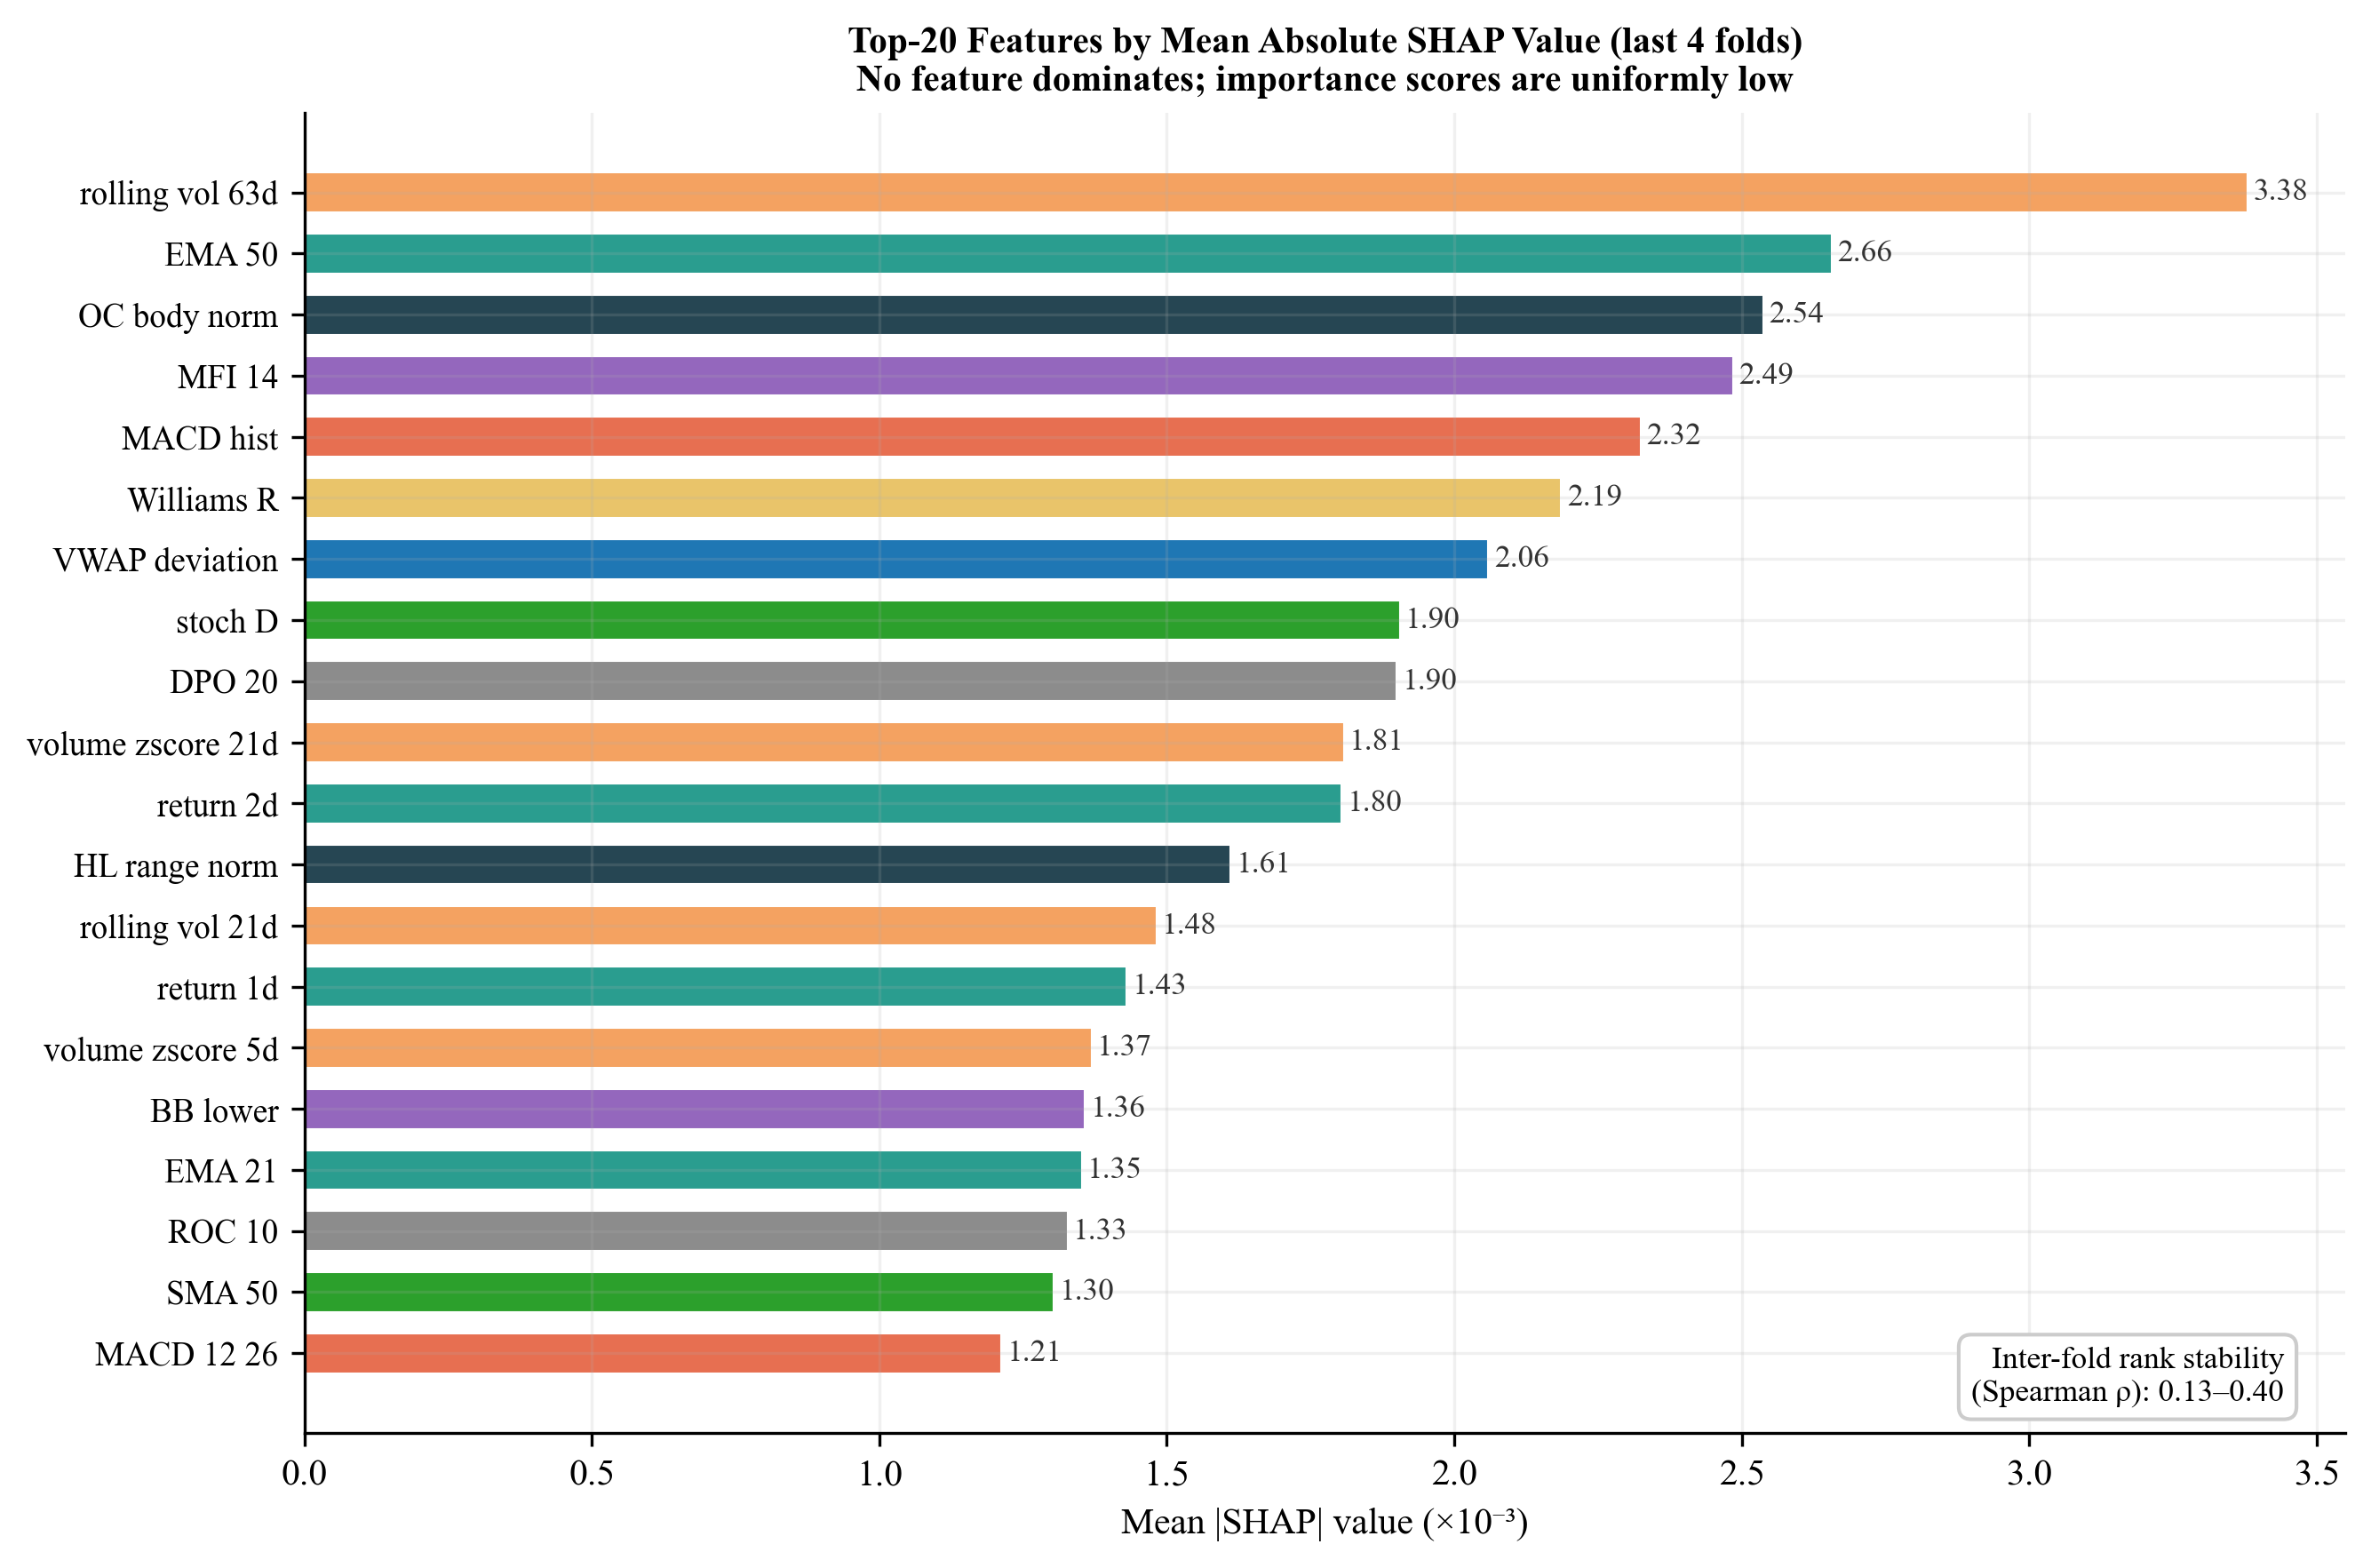 Top-20 Features by Mean Absolute SHAP Value (last 4 folds)
No feature dominates; importance scores are uniformly low
rolling vol 63d 3.38
EMA 50 2.66
OC body norm 2.54
MFI 14 2.49
MACD hist 2.32
Williams R 2.19
VWAP deviation 2.06
stoch D 1.90
DPO 20 1.90
volume zscore 21d 1.81
return 2d 1.80
HL range norm 1.61
rolling vol 21d 1.48
return 1d 1.43
volume zscore 5d 1.37
BB lower 1.36
EMA 21 1.35
ROC 10 1.33
SMA 50 1.30
MACD 12 26 1.21
Inter-fold rank stability
(Spearman ρ): 0.13–0.40
0.0 0.5 1.0 1.5 2.0 2.5 3.0 3.5
Mean |SHAP| value (×10⁻³)